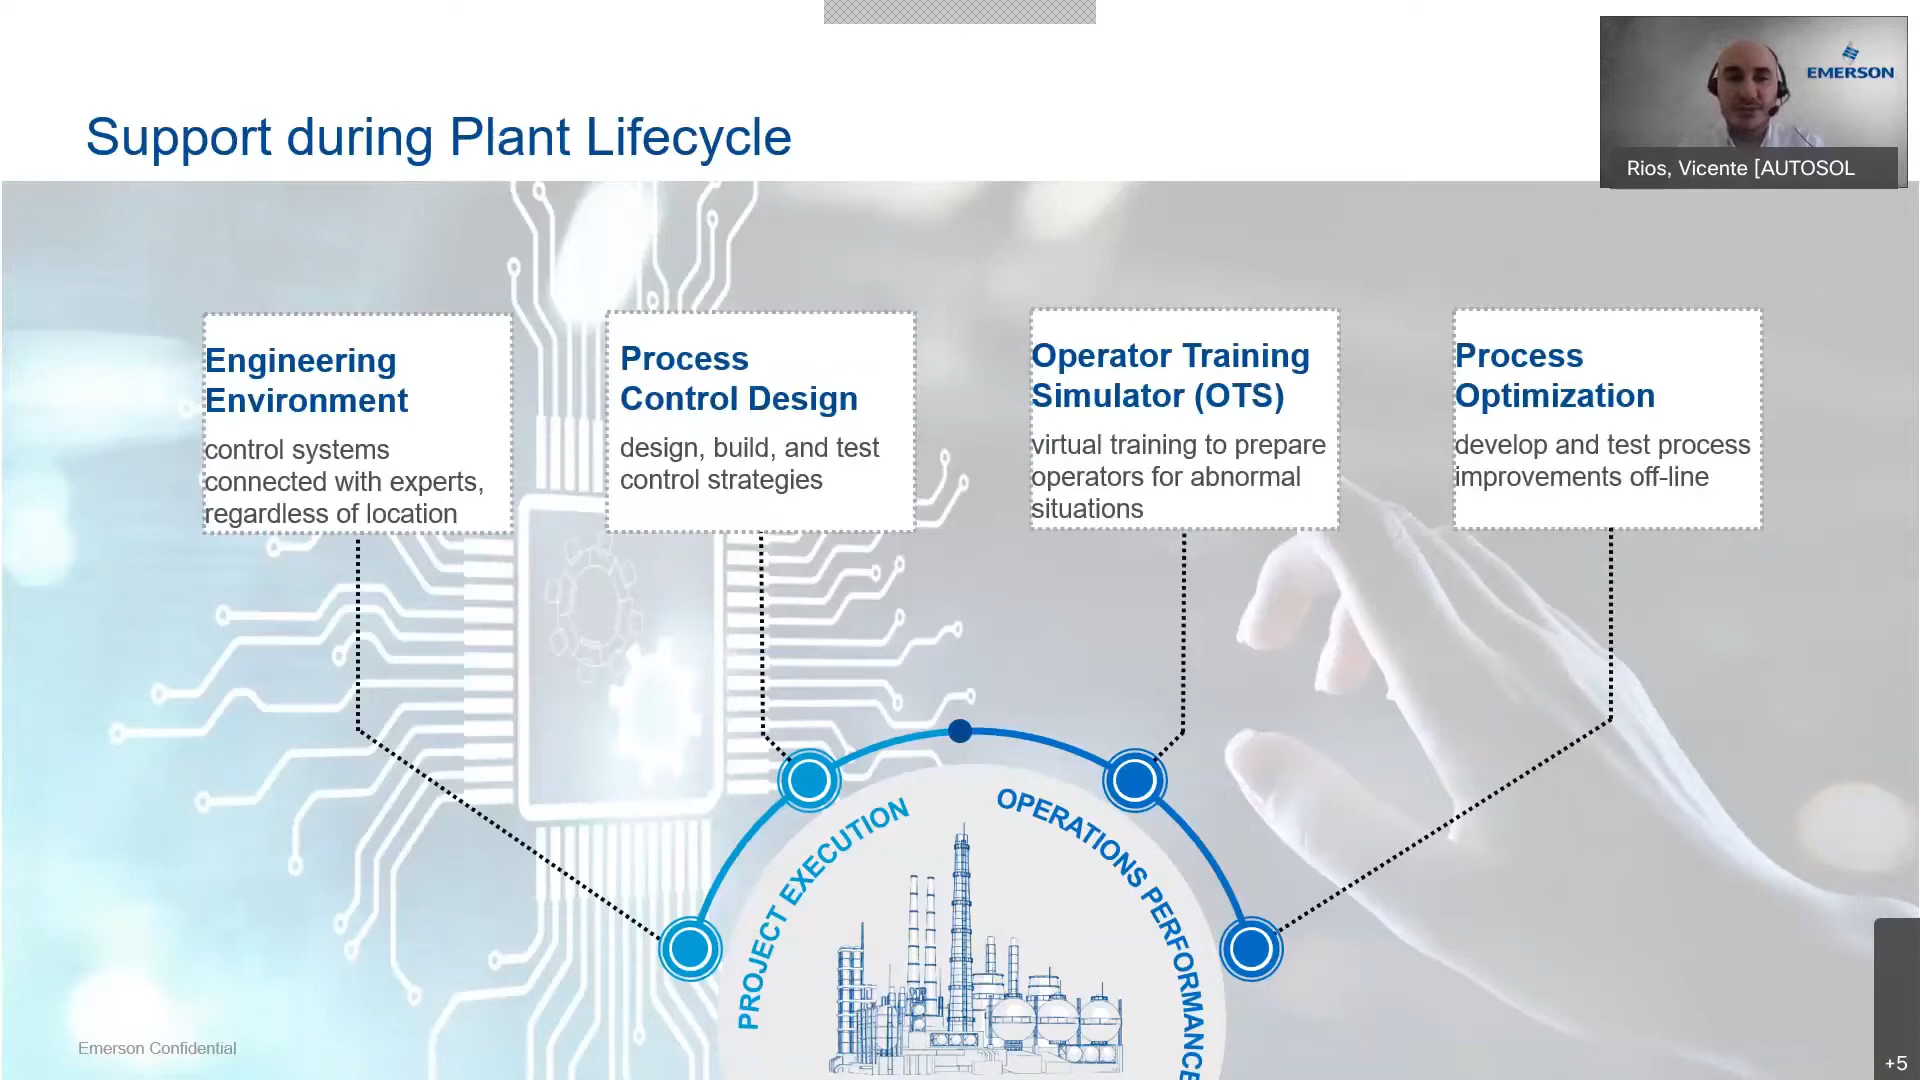 Support during Plant Lifecycle
EMERSON
Rios, Vicente [AUTOSOL
Engineering
Environment
control systems
connected with experts,
regardless of location
Process
Control Design
design, build, and test
control strategies
Operator Training
Simulator (OTS)
virtual training to prepare
operators for abnormal
situations
Process
Optimization
develop and test process
improvements off-line
PROJECT EXECUTION
OPERATIONS PERFORMANCE
Emerson Confidential
+5